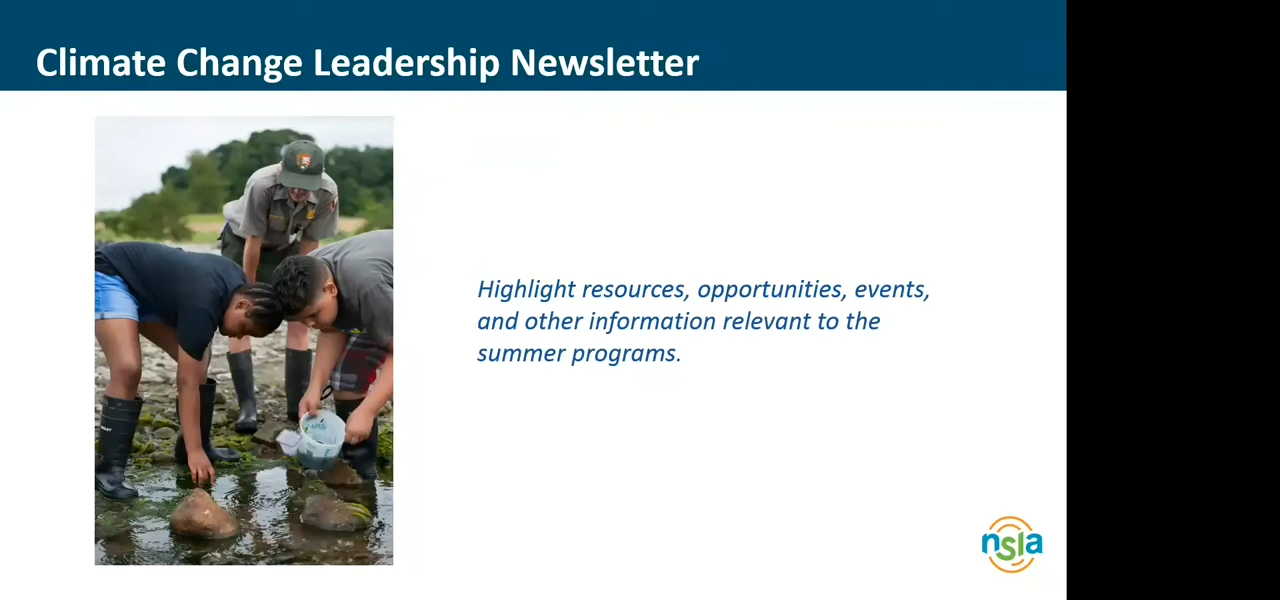 Climate Change Leadership Newsletter
Highlight resources, opportunities, events,
and other information relevant to the
summer programs.
nsla